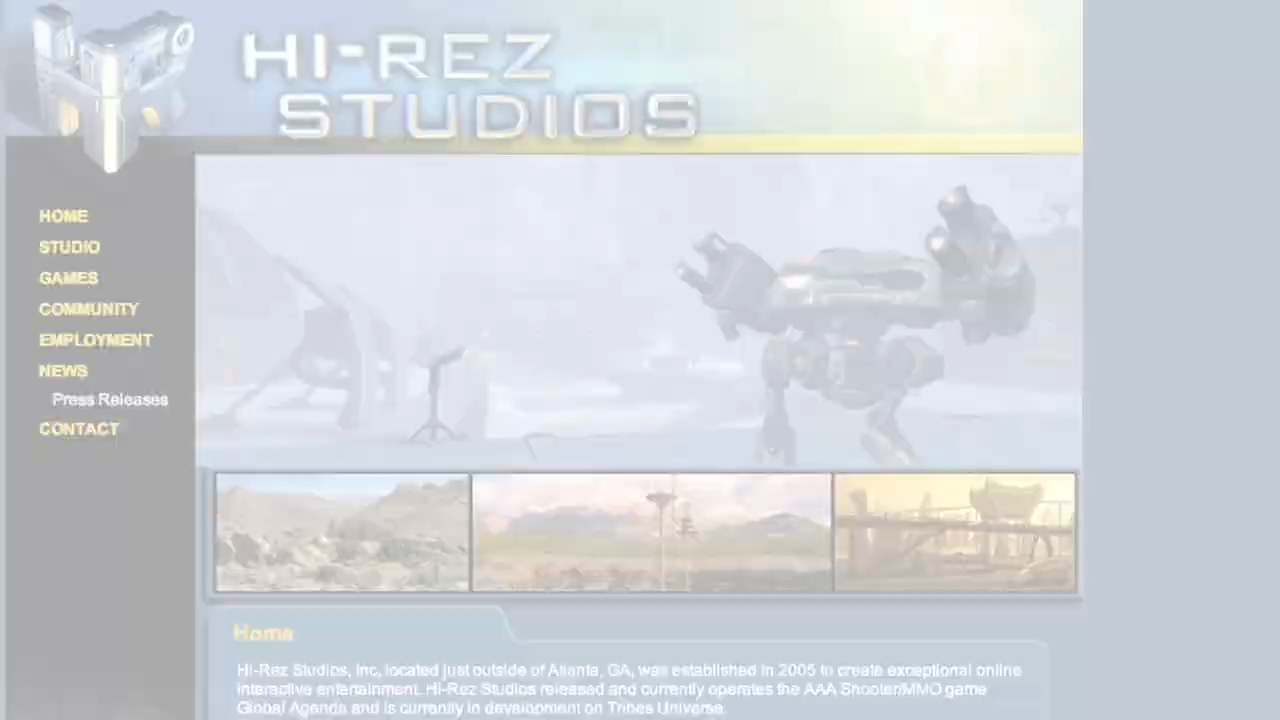 HI-REZ
STUDIOS
HOME
STUDIO
GAMES
COMMUNITY
EMPLOYMENT
NEWS
Press Releases
CONTACT
Home
Hi-Rez Studios, Inc, located just outside of Atlanta, GA, was established in 2005 to create exceptional online
interactive entertainment. Hi-Rez Studios released and currently operates the AAA Shooter/MMO game
Global Agenda and is currently in development on Tribes Universe.